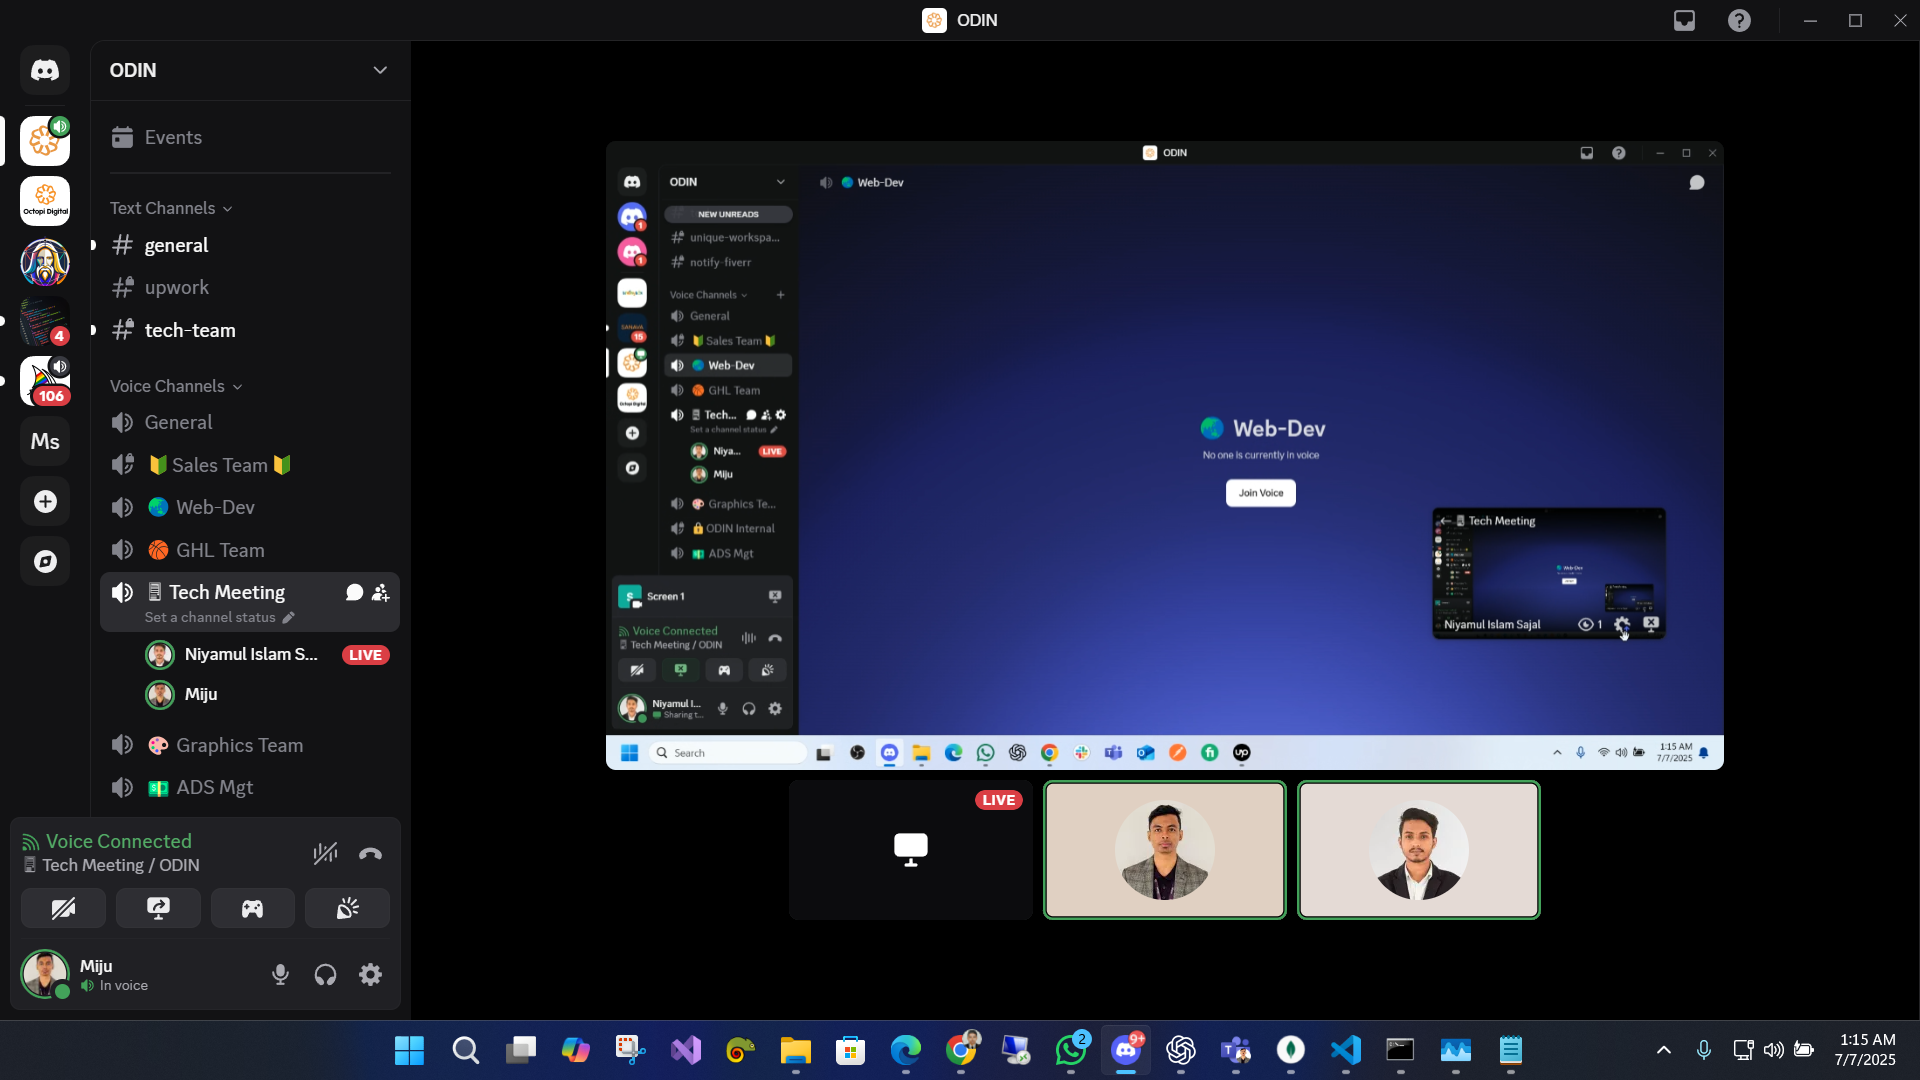 ODIN
ODIN
Events
Text Channels
general
upwork
tech-team
Voice Channels
General
Sales Team
Web-Dev
GHL Team
Tech Meeting
Set a channel status
Niyamul Islam S...
LIVE
Miju
Graphics Team
ADS Mgt
Voice Connected
Tech Meeting / ODIN
Miju
In voice
Octopi Digital
4
106
Ms
ODIN
ODIN
Web-Dev
NEW UNREADS
unique-workspa...
notify-fiverr
Voice Channels
General
Sales Team
Web-Dev
GHL Team
Tech...
Set a channel status
Niya...
LIVE
Miju
Graphics Te...
ODIN Internal
ADS Mgt
1
1
15
Octopi Digital
S
Screen 1
Voice Connected
Tech Meeting / ODIN
Niyamul I...
Sharing t...
Web-Dev
No one is currently in voice
Join Voice
Tech Meeting
Niyamul Islam Sajal
1
Search
up
1:15 AM
7/7/2025
LIVE
2
9+
1:15 AM
7/7/2025